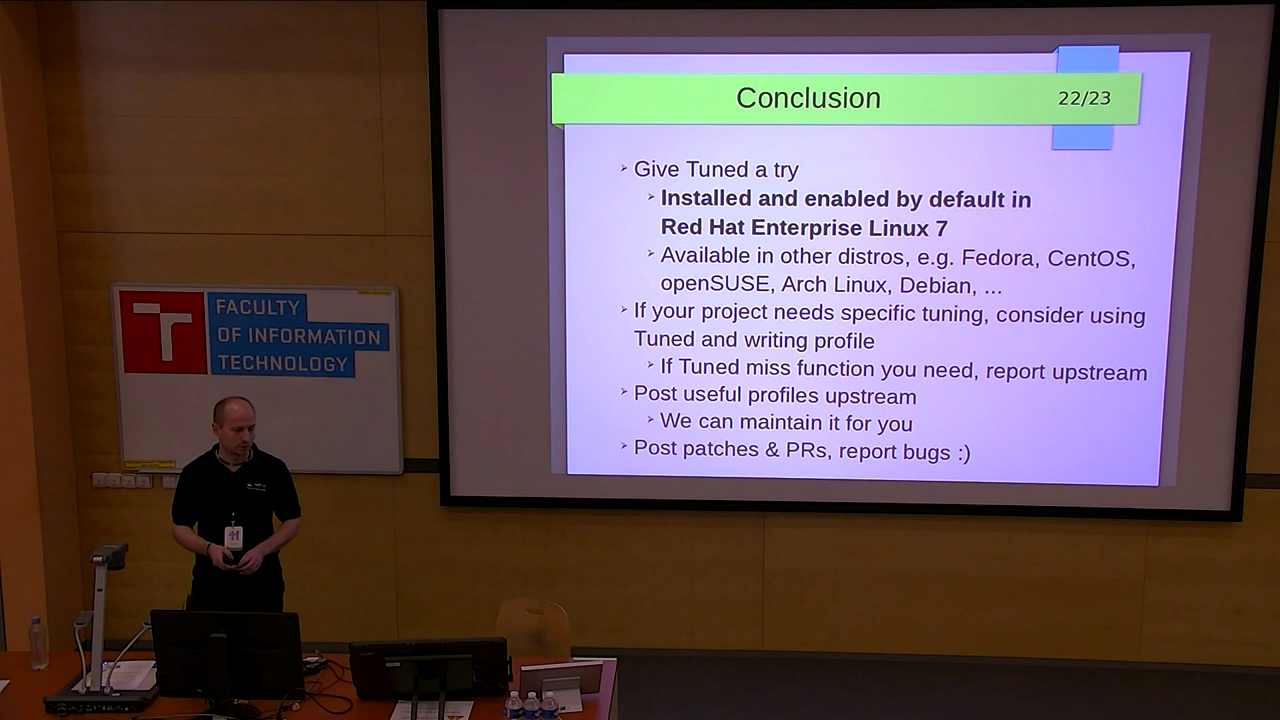 Conclusion
22/23
Give Tuned a try
Installed and enabled by default in
Red Hat Enterprise Linux 7
Available in other distros, e.g. Fedora, CentOS,
openSUSE, Arch Linux, Debian, ...
If your project needs specific tuning, consider using
Tuned and writing profile
If Tuned miss function you need, report upstream
Post useful profiles upstream
We can maintain it for you
Post patches & PRs, report bugs :)
FACULTY
OF INFORMATION
TECHNOLOGY